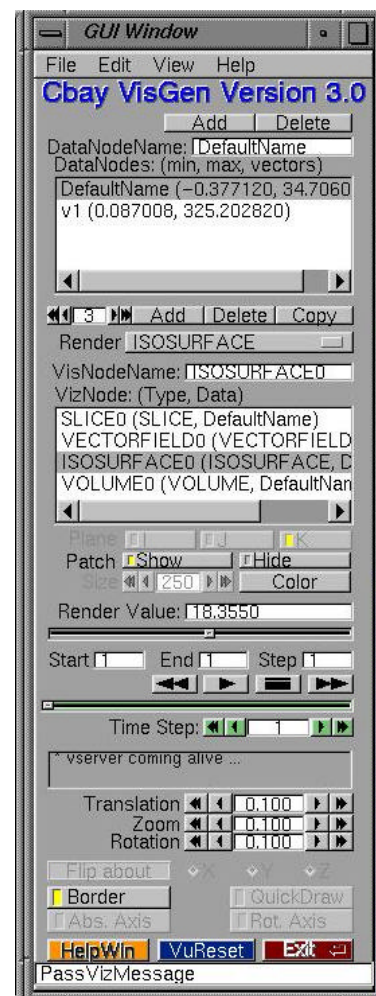 GUI Window
File Edit View Help
Cbay VisGen Version 3.0
Add Delete
DataNodeName: DefaultName
DataNodes: (min, max, vectors)
DefaultName (-0.377120, 34.7060
v1 (0.087008, 325.202820)
3 Add Delete Copy
Render ISOSURFACE
VisNodeName: ISOSURFACE0
VizNode: (Type, Data)
SLICE0 (SLICE, DefaultName)
VECTORFIELD0 (VECTORFIELD
ISOSURFACE0 (ISOSURFACE, D
VOLUME0 (VOLUME, DefaultNan
Plane I J K
Patch Show Hide
Size 250 Color
Render Value: 18.3550
Start 1 End 1 Step 1
Time Step: 1
* vserver coming alive ...
Translation 0.100
Zoom 0.100
Rotation 0.100
Flip about X Y Z
Border QuickDraw
Abs. Axis Rot. Axis
HelpWin VuReset Exit
PassVizMessage